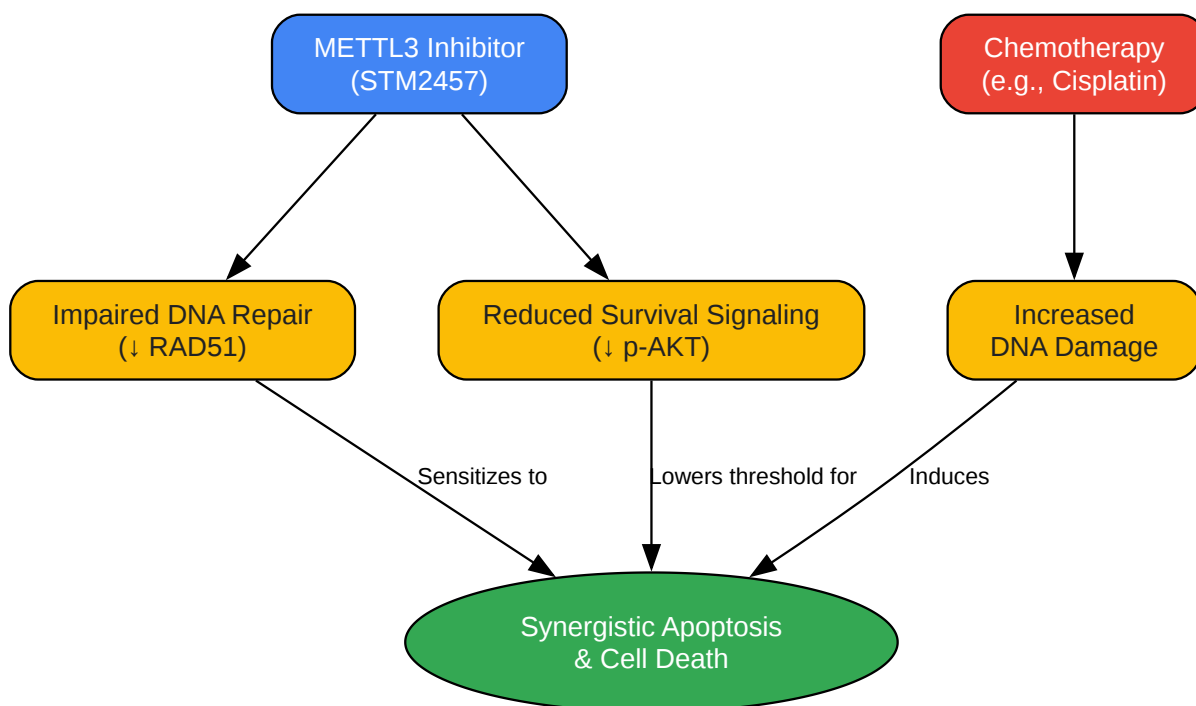 METTL3 Inhibitor
(STM2457)
Chemotherapy
(e.g., Cisplatin)
Impaired DNA Repair
(↓ RAD51)
Reduced Survival Signaling
(↓ p-AKT)
Increased
DNA Damage
Sensitizes to
Lowers threshold for
Induces
Synergistic Apoptosis
& Cell Death